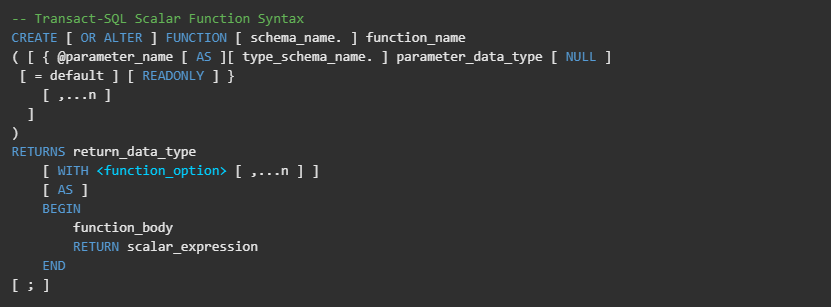 -- Transact-SQL Scalar Function Syntax
CREATE [ OR ALTER ] FUNCTION [ schema_name. ] function_name
( [ { @parameter_name [ AS ][ type_schema_name. ] parameter_data_type [ NULL ]
 [ = default ] [ READONLY ] }
    [ ,...n ]
  ]
)
RETURNS return_data_type
    [ WITH <function_option> [ ,...n ] ]
    [ AS ]
    BEGIN
        function_body
        RETURN scalar_expression
    END
[ ; ]